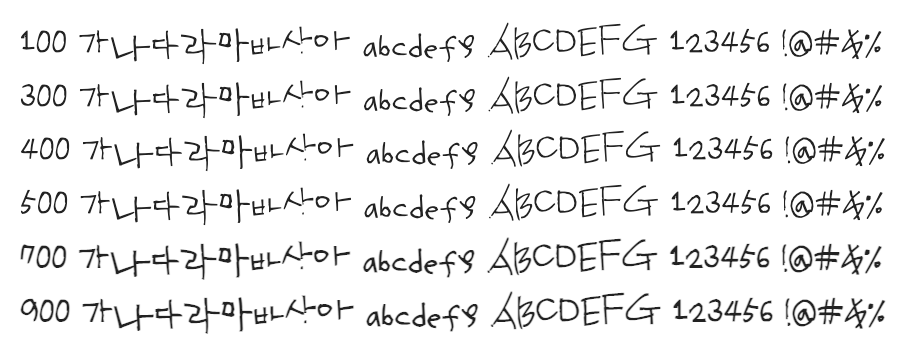 100 가나다라마바사아 abcdefg ABCDEFG 123456 !@#$%
300 가나다라마바사아 abcdefg ABCDEFG 123456 !@#$%
400 가나다라마바사아 abcdefg ABCDEFG 123456 !@#$%
500 가나다라마바사아 abcdefg ABCDEFG 123456 !@#$%
700 가나다라마바사아 abcdefg ABCDEFG 123456 !@#$%
900 가나다라마바사아 abcdefg ABCDEFG 123456 !@#$%